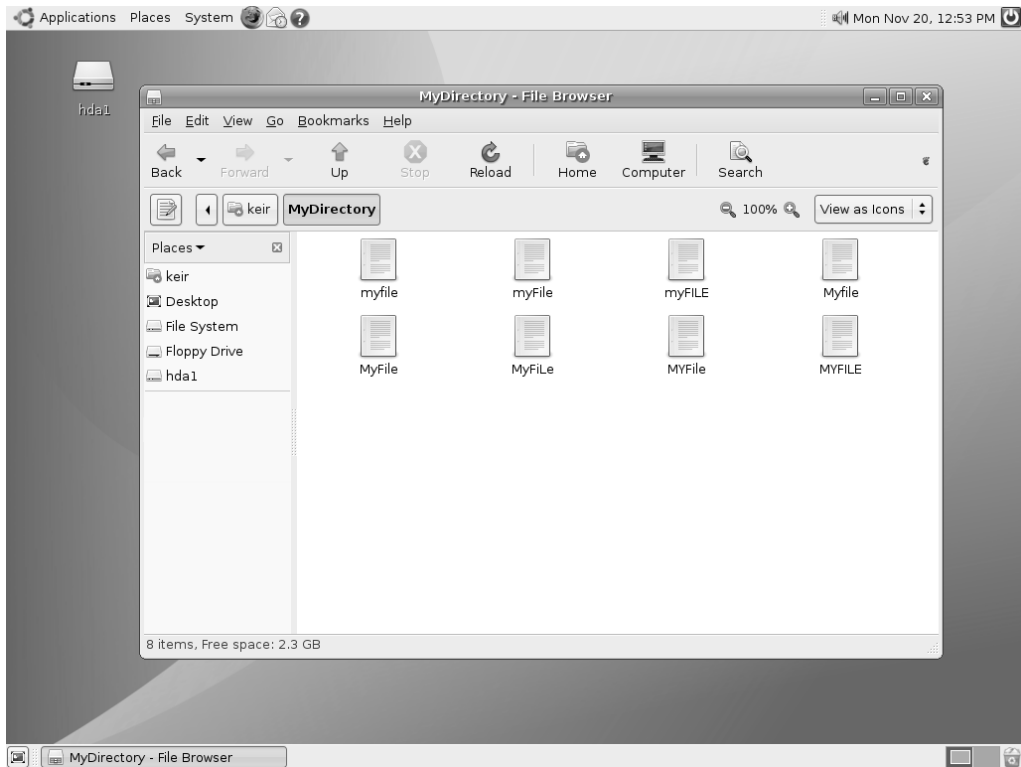 Applications Places System Mon Nov 20, 12:53 PM
hda1
MyDirectory - File Browser
File Edit View Go Bookmarks Help
Back Forward Up Stop Reload Home Computer Search
keir MyDirectory 100% View as Icons
Places
keir
Desktop
File System
Floppy Drive
hda1
myfile myFile myFILE Myfile
MyFile MyFiLe MYFile MYFILE
8 items, Free space: 2.3 GB
MyDirectory - File Browser